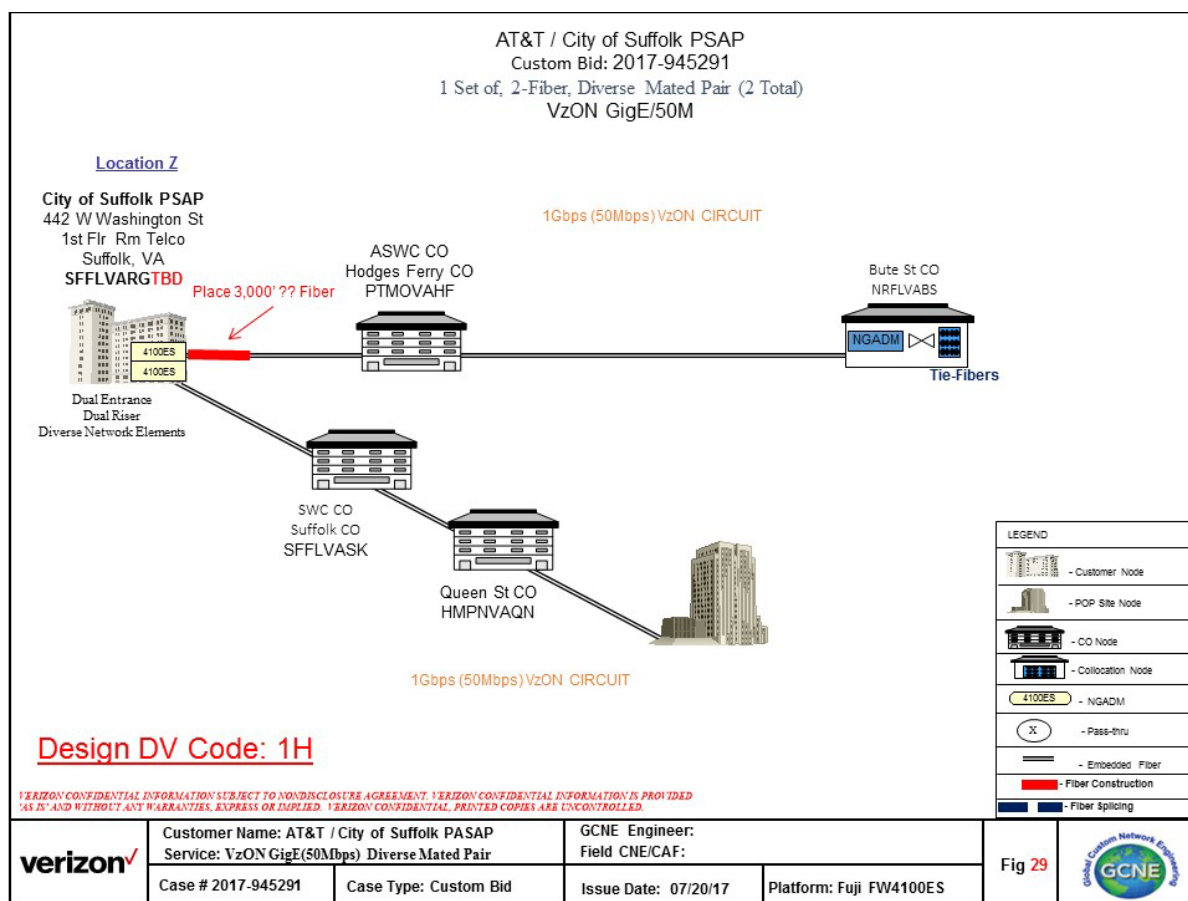 AT&T / City of Suffolk PSAP
Custom Bid: 2017-945291
1 Set of, 2-Fiber, Diverse Mated Pair (2 Total)
VzON GigE/50M
Location Z
City of Suffolk PSAP
442 W Washington St
1st Flr Rm Telco
Suffolk, VA
SFFLVARGTBD
Place 3,000' ?? Fiber
4100ES
4100ES
Dual Entrance
Dual Riser
Diverse Network Elements
1Gbps (50Mbps) VzON CIRCUIT
ASWC CO
Hodges Ferry CO
PTMOVAHF
Bute St CO
NRFLVABS
NGADM
Tie-Fibers
SWC CO
Suffolk CO
SFFLVASK
Queen St CO
HMPNVAQN
1Gbps (50Mbps) VzON CIRCUIT
LEGEND
- Customer Node
- POP Site Node
- CO Node
- Collocation Node
4100ES - NGADM
X - Pass-thru
- Embedded Fiber
- Fiber Construction
- Fiber Splicing
Design DV Code: 1H
VERIZON CONFIDENTIAL INFORMATION SUBJECT TO NONDISCLOSURE AGREEMENT. VERIZON CONFIDENTIAL INFORMATION IS PROVIDED
'AS IS' AND WITHOUT ANY WARRANTIES, EXPRESS OR IMPLIED. VERIZON CONFIDENTIAL, PRINTED COPIES ARE UNCONTROLLED.
verizon✓
Customer Name: AT&T / City of Suffolk PASAP
Service: VzON GigE(50Mbps) Diverse Mated Pair
GCNE Engineer:
Field CNE/CAF:
Case # 2017-945291
Case Type: Custom Bid
Issue Date: 07/20/17
Platform: Fuji FW4100ES
Fig 29
Global Custom Network Engineering
GCNE